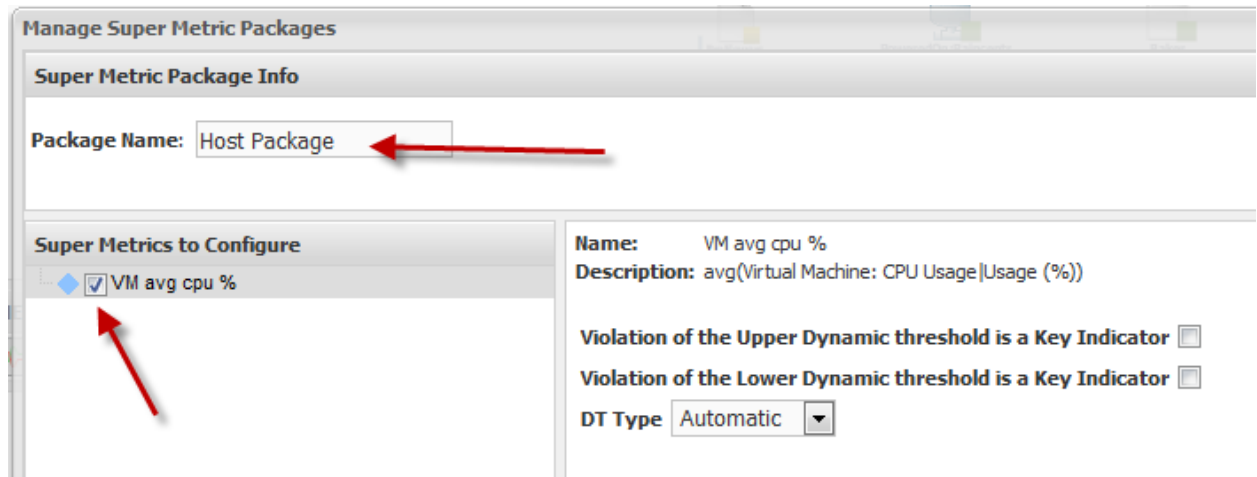 Manage Super Metric Packages
Super Metric Package Info
Package Name: Host Package
Super Metrics to Configure
VM avg cpu %
Name: VM avg cpu %
Description: avg(Virtual Machine: CPU Usage|Usage (%))
Violation of the Upper Dynamic threshold is a Key Indicator
Violation of the Lower Dynamic threshold is a Key Indicator
DT Type Automatic